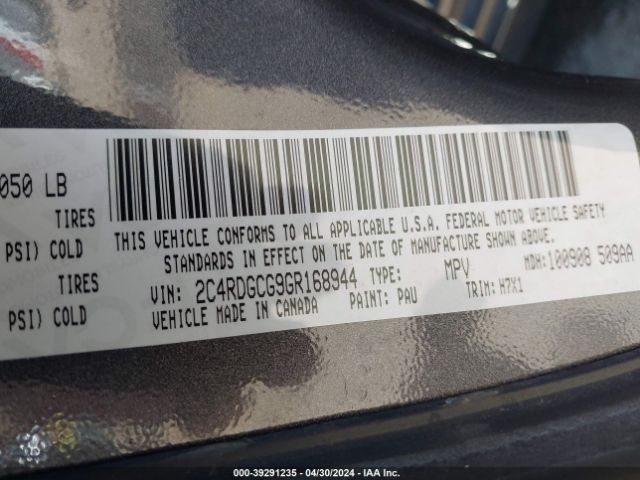 050 LB
TIRES
THIS VEHICLE CONFORMS TO ALL APPLICABLE U.S.A. FEDERAL MOTOR VEHICLE SAFETY
PSI) COLD
STANDARDS IN EFFECT ON THE DATE OF MANUFACTURE SHOWN ABOVE.
TIRES
VIN: 2C4RDGCG9GR168944 TYPE: MPV MDH: 100908 509AA
PSI) COLD
VEHICLE MADE IN CANADA PAINT: PAU TRIM: H7X1
000-39291235 - 04/30/2024 - IAA Inc.